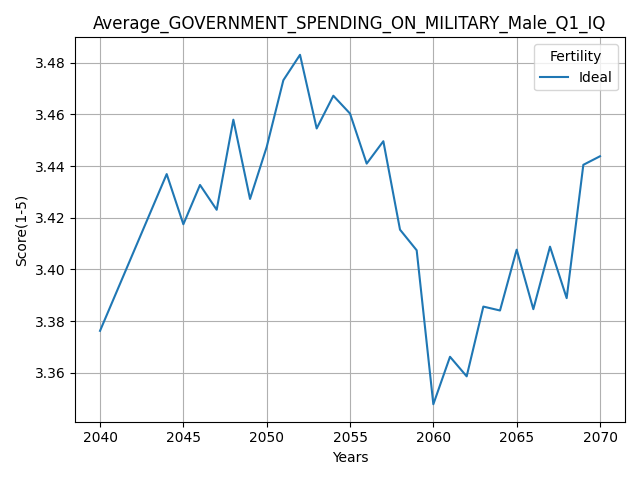 Average_GOVERNMENT_SPENDING_ON_MILITARY_Male_Q1_IQ
Fertility
Ideal
3.48
3.46
3.44
3.42
3.40
3.38
3.36
Score(1-5)
2040 2045 2050 2055 2060 2065 2070
Years